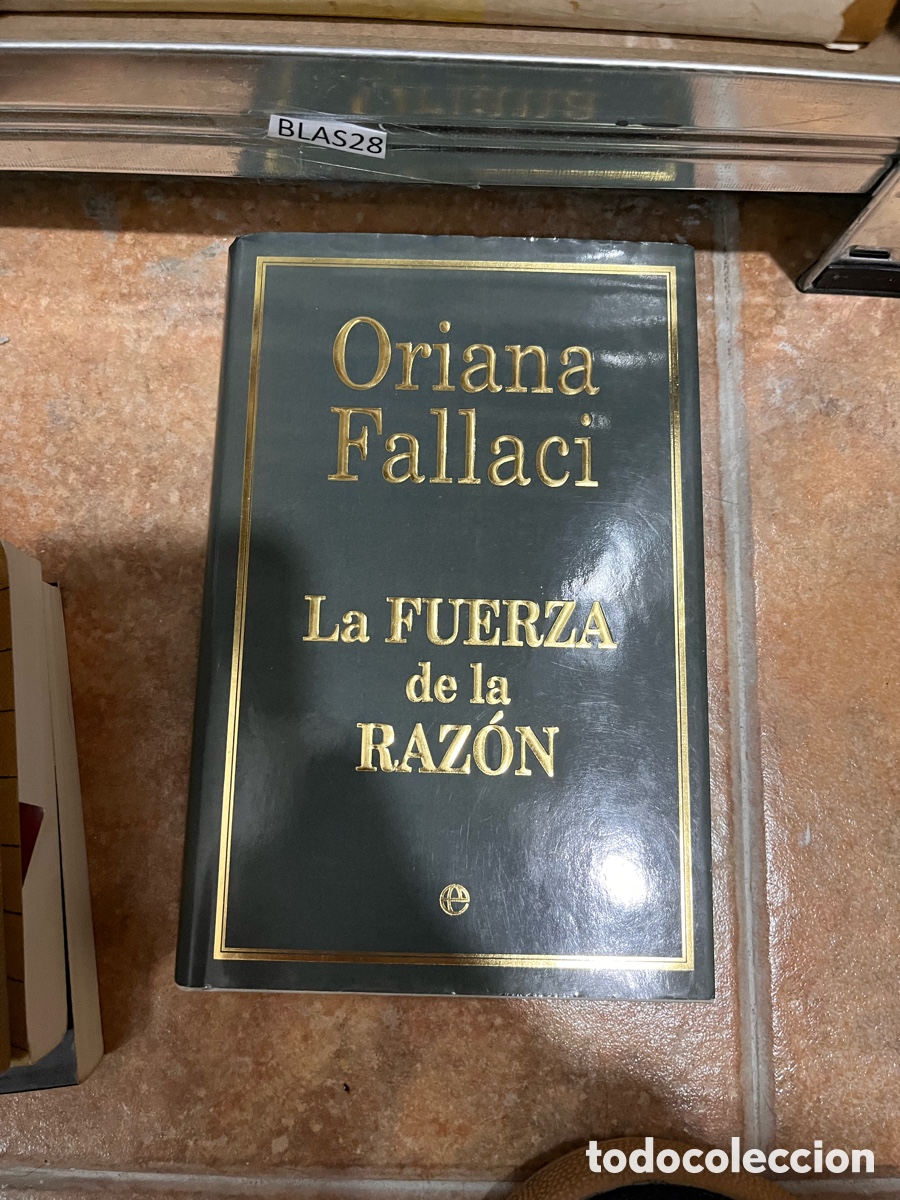 BLAS28
Oriana
Fallaci
La FUERZA
de la
RAZÓN
e
todocoleccion